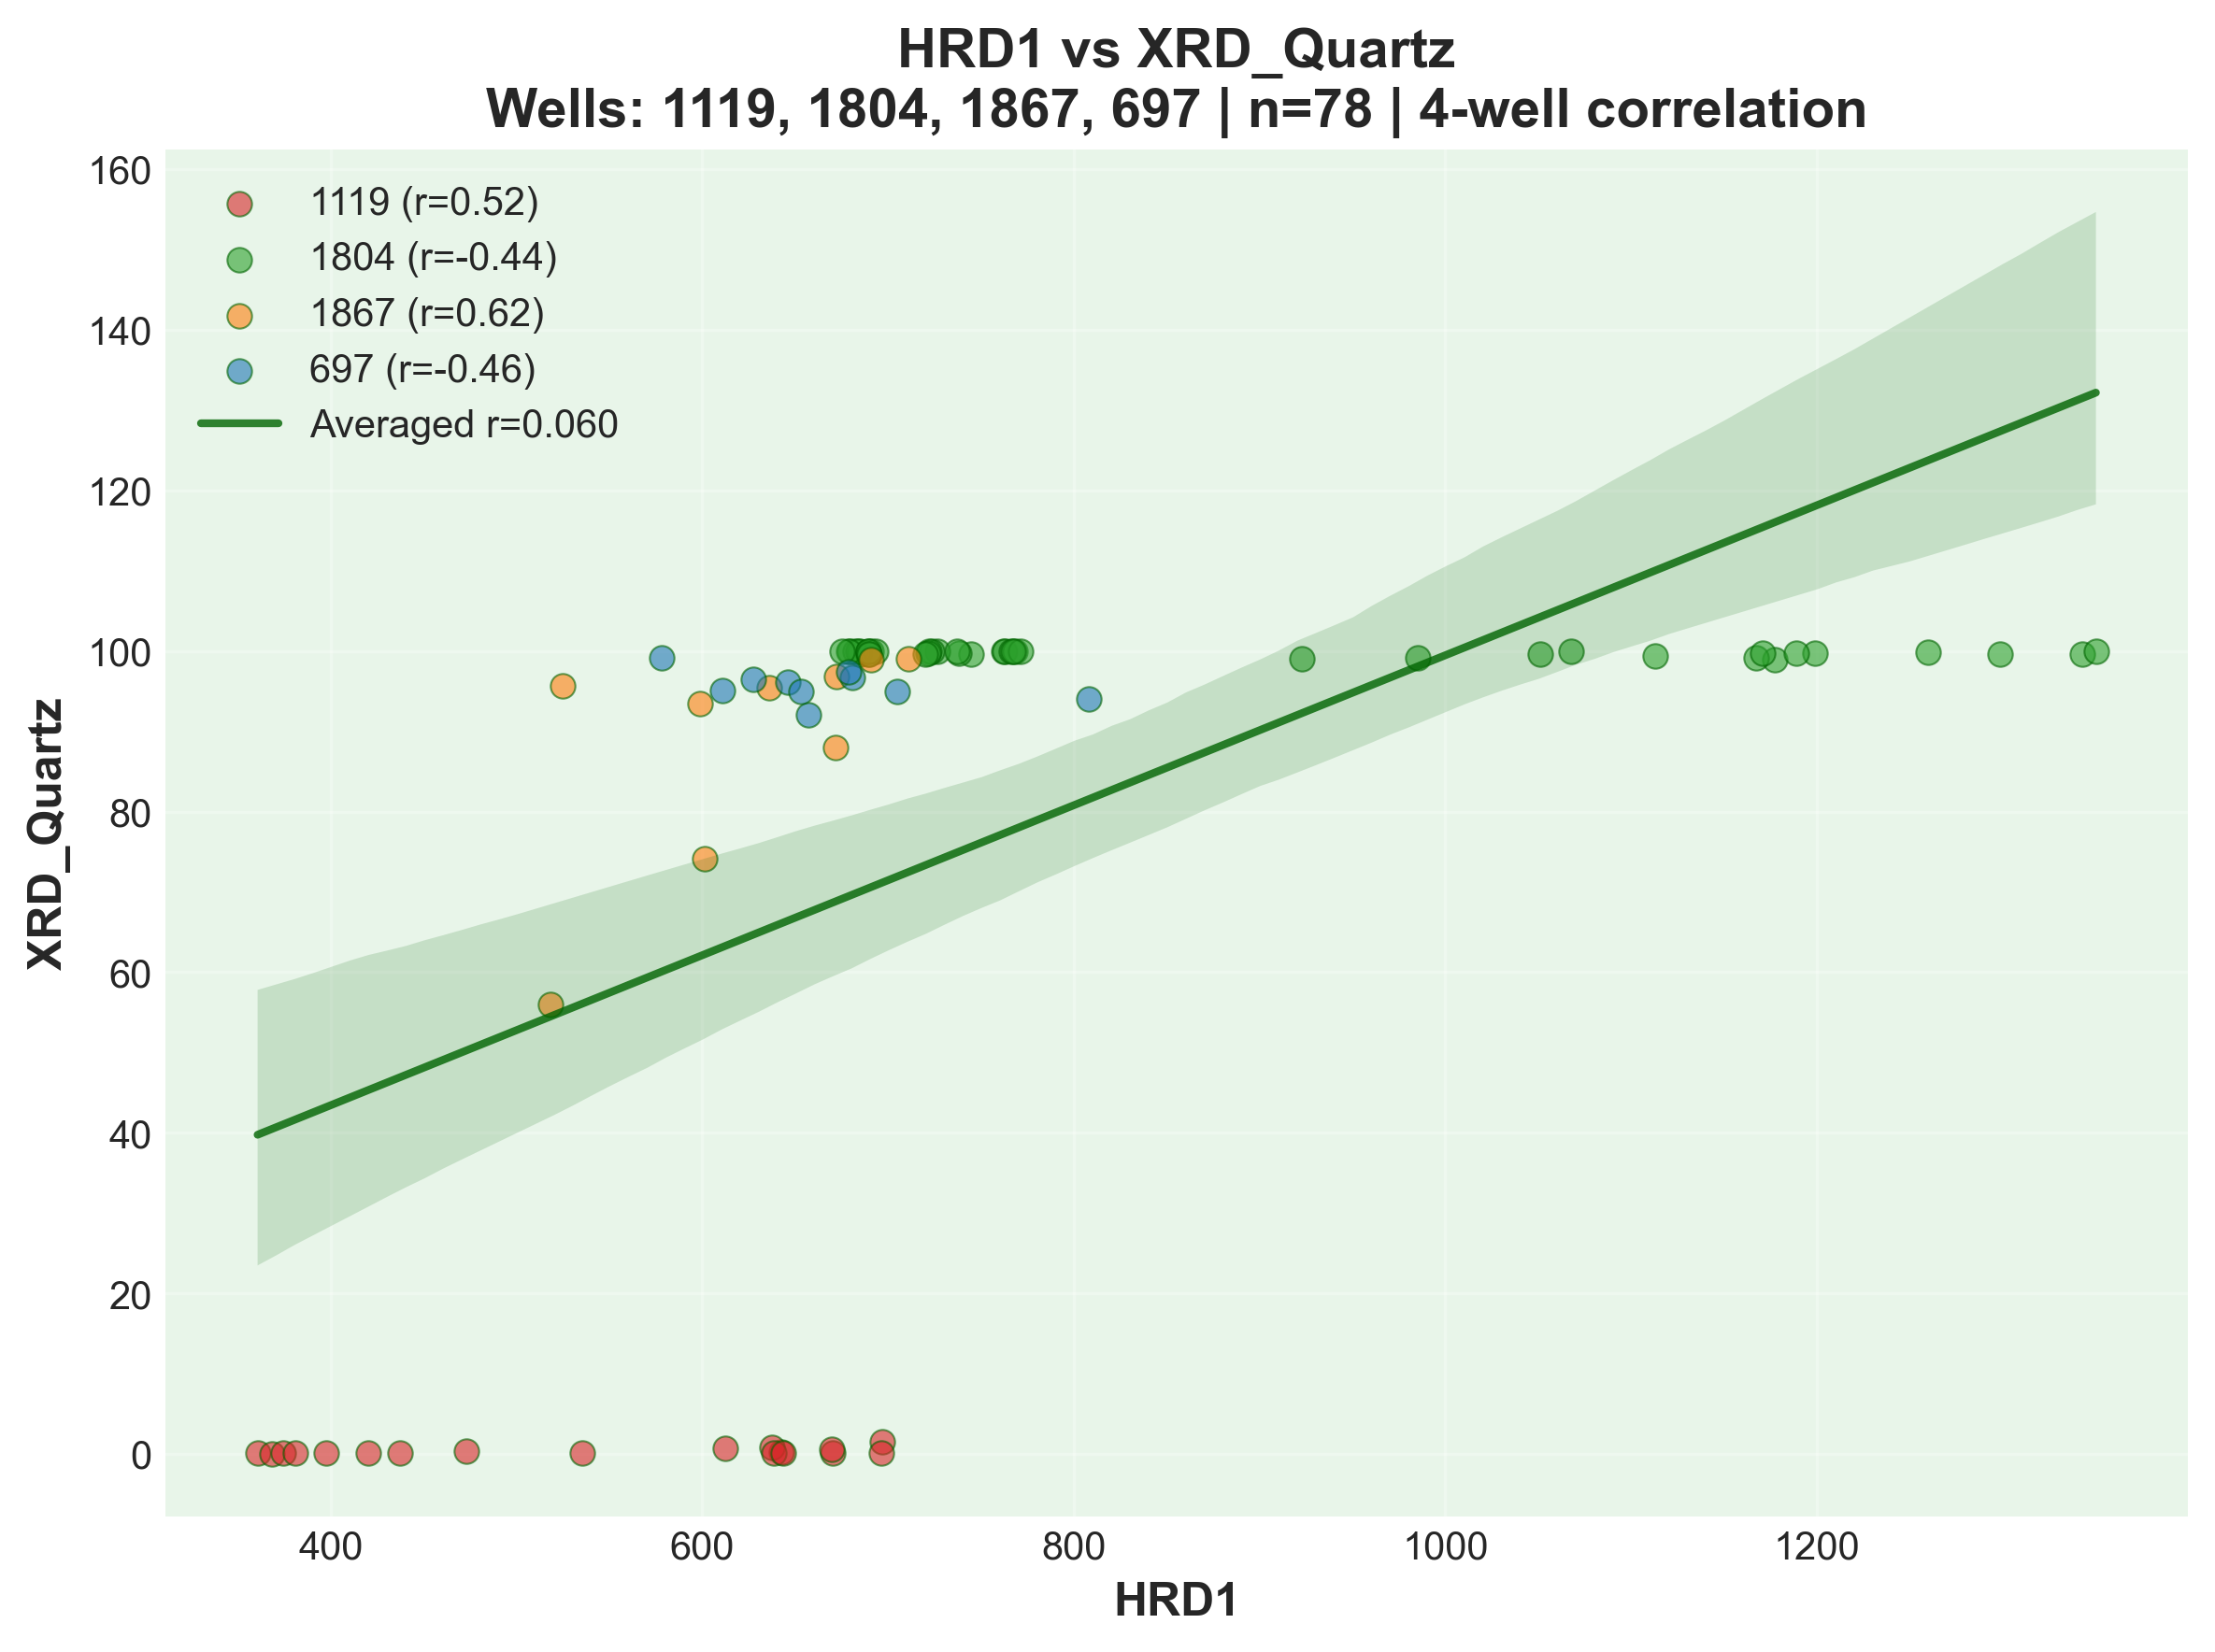 HRD1 vs XRD_Quartz
Wells: 1119, 1804, 1867, 697 | n=78 | 4-well correlation
160
140
120
100
80
60
40
20
0
XRD_Quartz
1119 (r=0.52)
1804 (r=-0.44)
1867 (r=0.62)
697 (r=-0.46)
Averaged r=0.060
400
600
800
1000
1200
HRD1